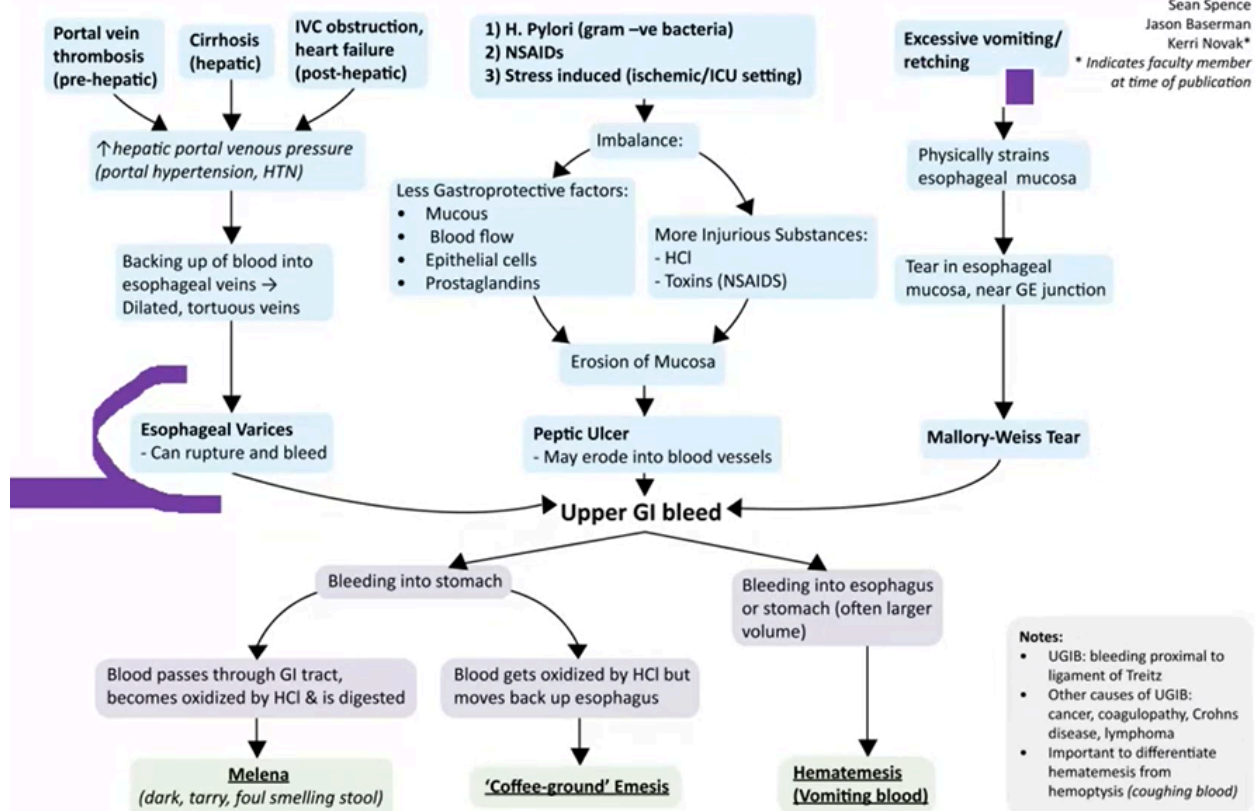 Sean Spence
Jason Baserman
Kerri Novak*
* Indicates faculty member
at time of publication
Portal vein
thrombosis
(pre-hepatic)
Cirrhosis
(hepatic)
IVC obstruction,
heart failure
(post-hepatic)
1) H. Pylori (gram –ve bacteria)
2) NSAIDs
3) Stress induced (ischemic/ICU setting)
Excessive vomiting/
retching
↑hepatic portal venous pressure
(portal hypertension, HTN)
Imbalance:
Physically strains
esophageal mucosa
Less Gastroprotective factors:
• Mucous
• Blood flow
• Epithelial cells
• Prostaglandins
More Injurious Substances:
- HCl
- Toxins (NSAIDS)
Backing up of blood into
esophageal veins →
Dilated, tortuous veins
Tear in esophageal
mucosa, near GE junction
Erosion of Mucosa
Esophageal Varices
- Can rupture and bleed
Peptic Ulcer
- May erode into blood vessels
Mallory-Weiss Tear
Upper GI bleed
Bleeding into stomach
Bleeding into esophagus
or stomach (often larger
volume)
Blood passes through GI tract,
becomes oxidized by HCl & is digested
Blood gets oxidized by HCl but
moves back up esophagus
Melena
(dark, tarry, foul smelling stool)
‘Coffee-ground’ Emesis
Hematemesis
(Vomiting blood)
Notes:
• UGIB: bleeding proximal to
ligament of Treitz
• Other causes of UGIB:
cancer, coagulopathy, Crohns
disease, lymphoma
• Important to differentiate
hematemesis from
hemoptysis (coughing blood)